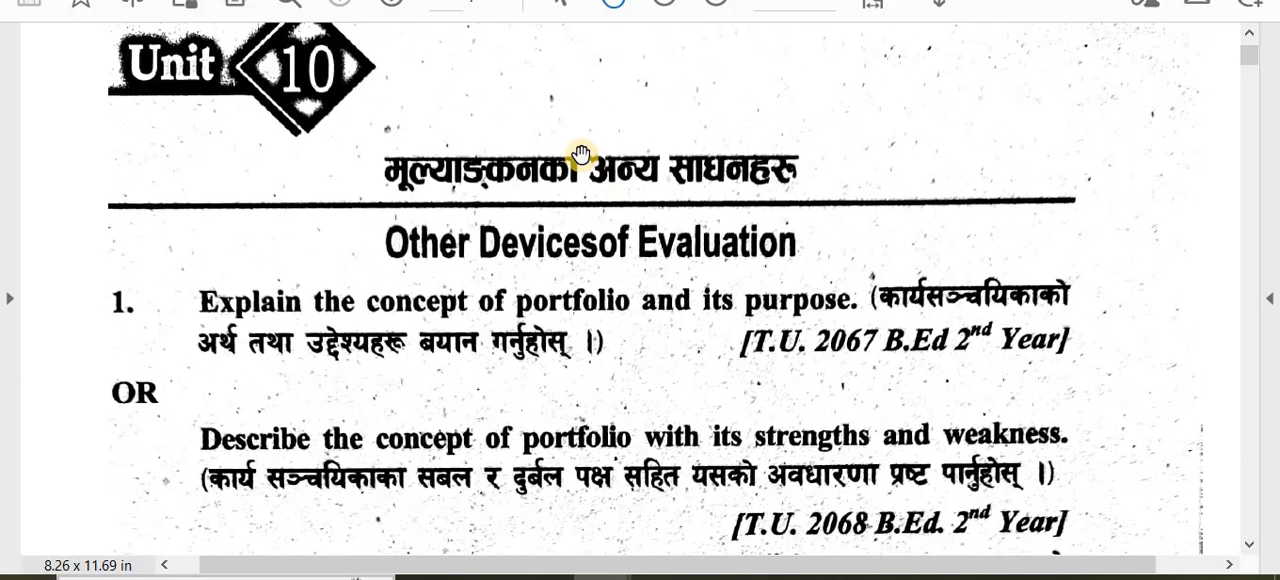 Unit 10
मूल्याङ्कनका अन्य साधनहरू
Other Devicesof Evaluation
1. Explain the concept of portfolio and its purpose. (कार्यसञ्चयिकाको
अर्थ तथा उद्देश्यहरू बयान गर्नुहोस् ।) [T.U. 2067 B.Ed 2nd Year]
OR
Describe the concept of portfolio with its strengths and weakness.
(कार्य सञ्चयिकाका सबल र दुर्बल पक्ष सहित यसको अवधारणा प्रष्ट पार्नुहोस् ।)
[T.U. 2068 B.Ed. 2nd Year]
8.26 x 11.69 in